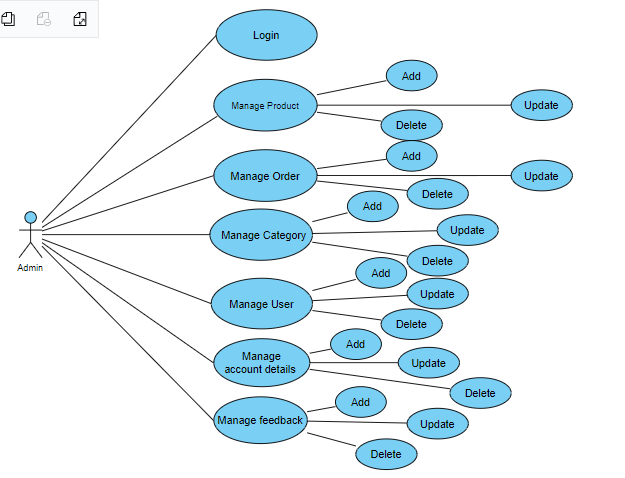 Login
Add
Manage Product
Update
Delete
Add
Manage Order
Update
Delete
Add
Manage Category
Update
Delete
Admin
Add
Manage User
Update
Delete
Add
Manage
account details
Update
Delete
Add
Manage feedback
Update
Delete